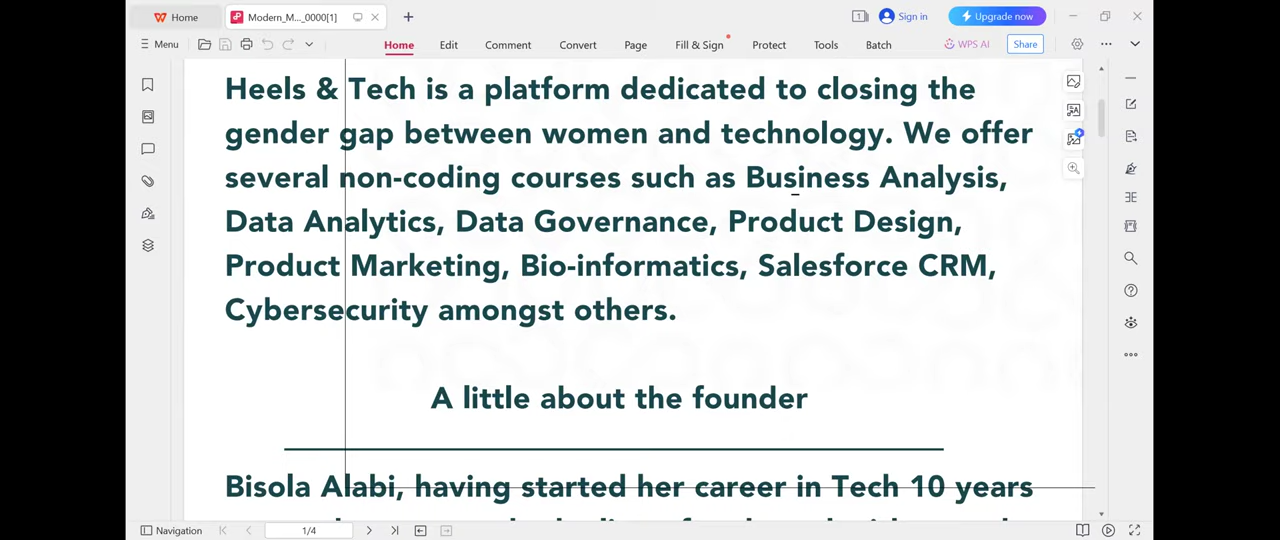 Home
Modern_M..._0000[1]
1
Sign in
Upgrade now
Menu
Home
Edit
Comment
Convert
Page
Fill & Sign
Protect
Tools
Batch
WPS AI
Share
Heels & Tech is a platform dedicated to closing the
gender gap between women and technology. We offer
several non-coding courses such as Business Analysis,
Data Analytics, Data Governance, Product Design,
Product Marketing, Bio-informatics, Salesforce CRM,
Cybersecurity amongst others.
A little about the founder
Bisola Alabi, having started her career in Tech 10 years
Navigation
1/4